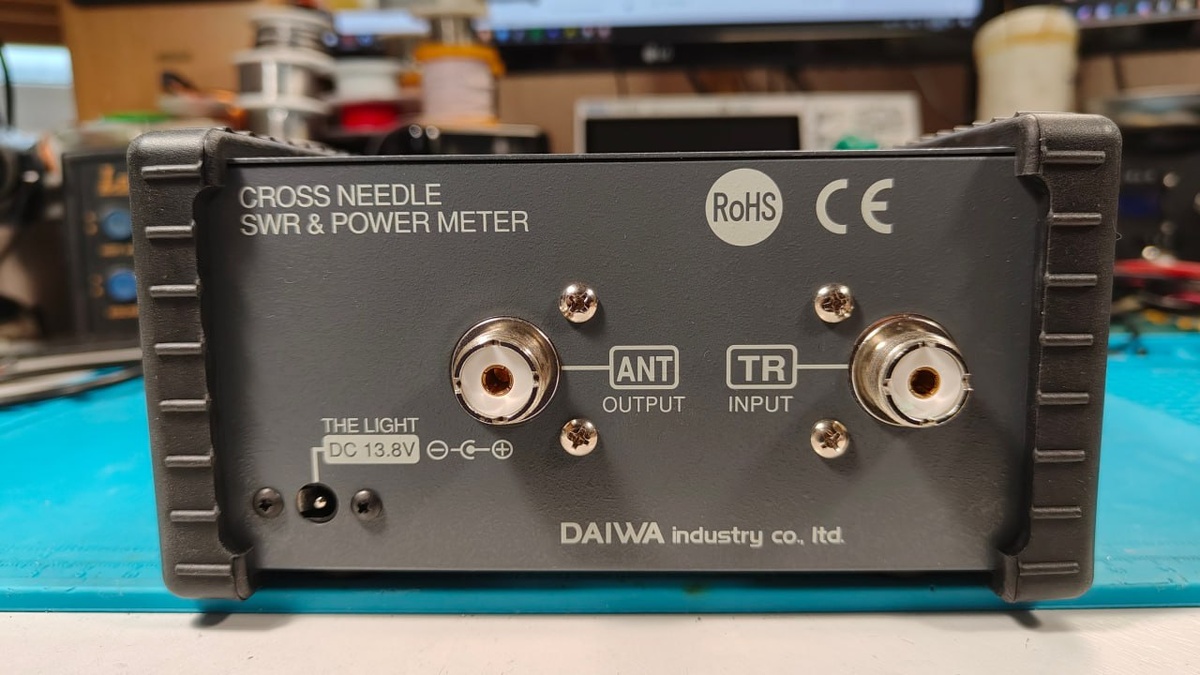 LG
CROSS NEEDLE
SWR & POWER METER
RoHS
CE
ANT
OUTPUT
TR
INPUT
THE LIGHT
DC 13.8V
DAIWA industry co., ltd.